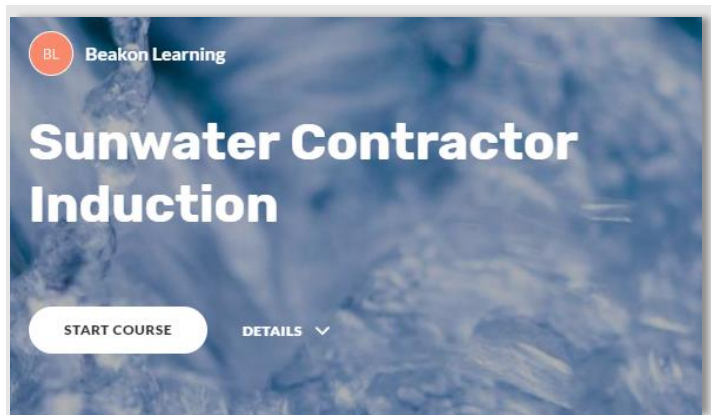 BL
Beakon Learning
Sunwater Contractor
Induction
START COURSE
DETAILS